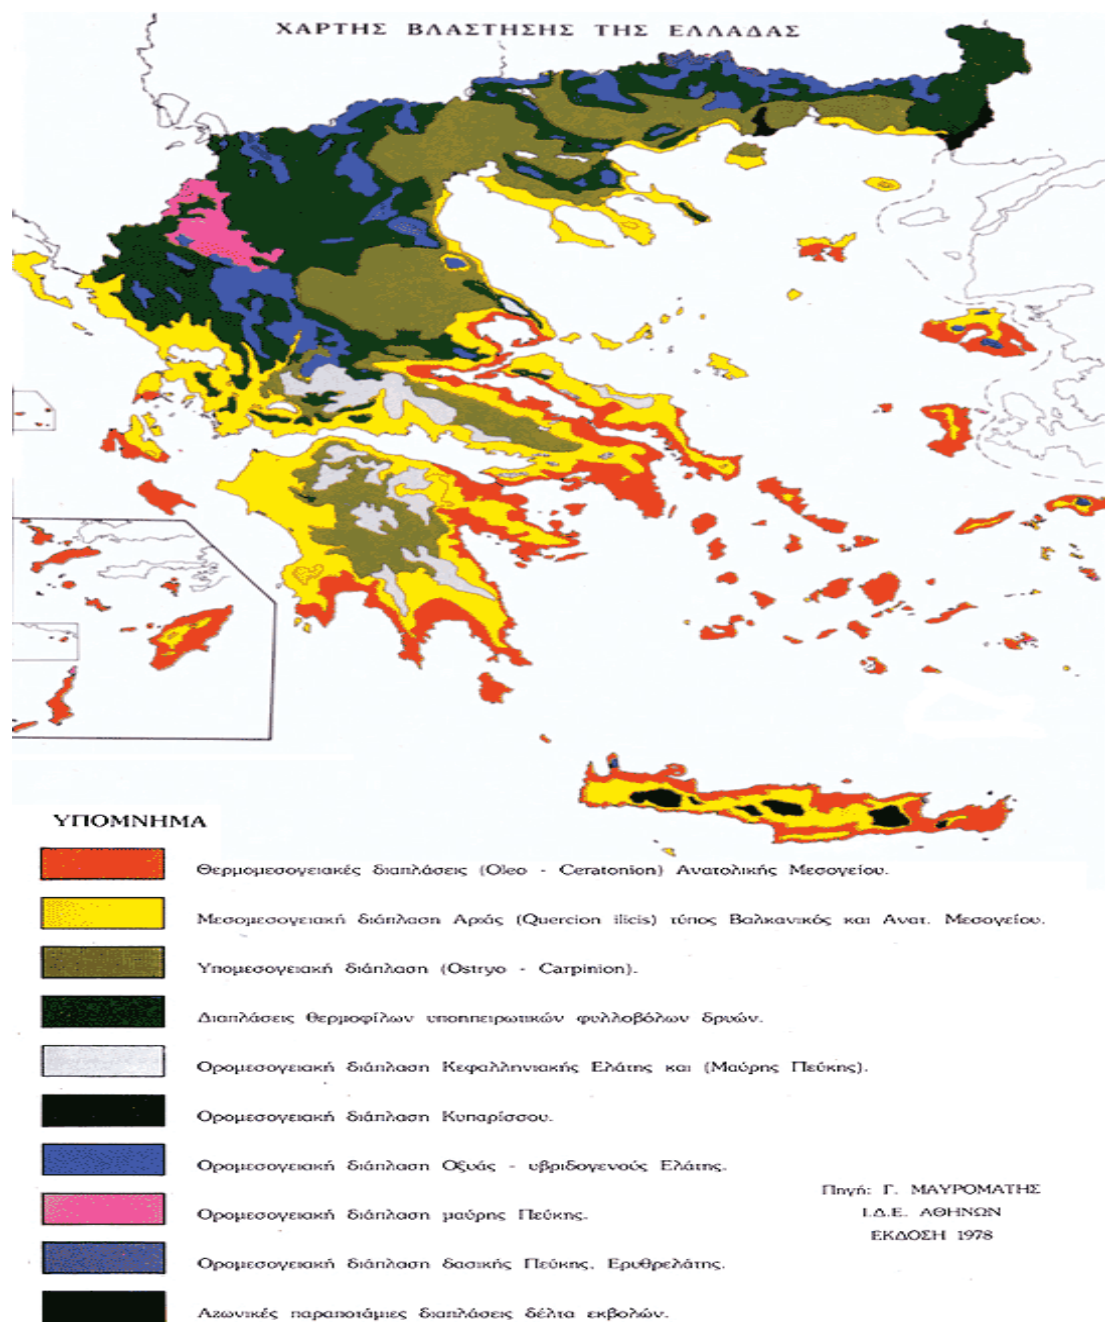 ΧΑΡΤΗΣ ΒΛΑΣΤΗΣΗΣ ΤΗΣ ΕΛΛΑΔΑΣ
ΥΠΟΜΝΗΜΑ
Θερμομεσογειακές διαπλάσεις (Oleo - Ceratonion) Ανατολικής Μεσογείου.
Μεσομεσογειακή διάπλαση Αριάς (Quercion ilicis) τύπος Βαλκανικός και Ανατ. Μεσογείου.
Υπομεσογειακή διάπλαση (Ostryo - Carpinion).
Διαπλάσεις θερμοφίλων υποηπειρωτικών φυλλοβόλων δρυών.
Ορομεσογειακή διάπλαση Κεφαλληνιακής Ελάτης και (Μαύρης Πεύκης).
Ορομεσογειακή διάπλαση Κυπαρίσσου.
Ορομεσογειακή διάπλαση Οξυάς - υβριδογενούς Ελάτης.
Ορομεσογειακή διάπλαση μαύρης Πεύκης.
Ορομεσογειακή διάπλαση δασικής Πεύκης, Ερυθρελάτης.
Αζωνικές παραποτάμιες διαπλάσεις δέλτα εκβολών.
Πηγή: Γ. ΜΑΥΡΟΜΑΤΗΣ
Ι.Δ.Ε. ΑΘΗΝΩΝ
ΕΚΔΟΣΗ 1978